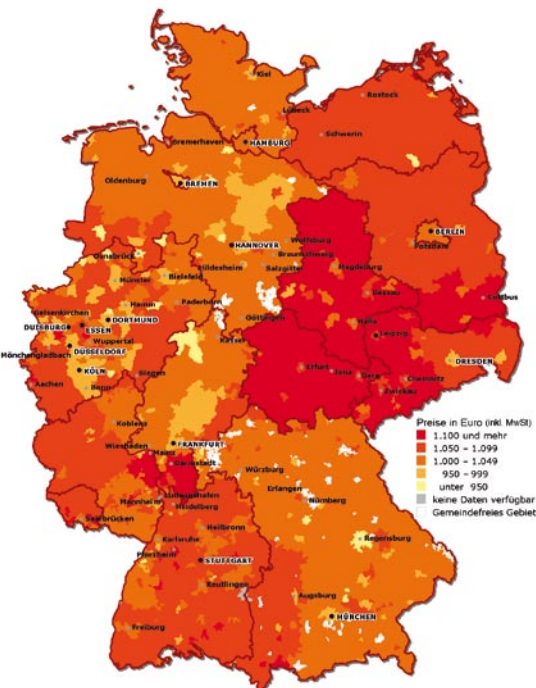 Kiel
Rostock
Lübeck
Schwerin
Bremerhaven
HAMBURG
Oldenburg
BREMEN
BERLIN
Potsdam
HANNOVER
Wolfsburg
Braunschweig
Osnabrück
Hildesheim
Salzgitter
Magdeburg
Münster
Bielefeld
Cottbus
Dessau
Gelsenkirchen
Hamm
Paderborn
Göttingen
Halle
DUISBURG
ESSEN
DORTMUND
Leipzig
Wuppertal
Kassel
DÜSSELDORF
Mönchengladbach
DRESDEN
KÖLN
Erfurt
Jena
Gera
Chemnitz
Zwickau
Aachen
Bonn
Siegen
Koblenz
Preise in Euro (inkl. MwSt)
1.100 und mehr
1.050 – 1.099
1.000 – 1.049
950 – 999
unter 950
keine Daten verfügbar
Gemeindefreies Gebiet
Wiesbaden
FRANKFURT
Mainz
Darmstadt
Würzburg
Ludwigshafen
Mannheim
Heidelberg
Erlangen
Nürnberg
Saarbrücken
Heilbronn
Karlsruhe
Regensburg
Pforzheim
STUTTGART
Reutlingen
Augsburg
MÜNCHEN
Freiburg